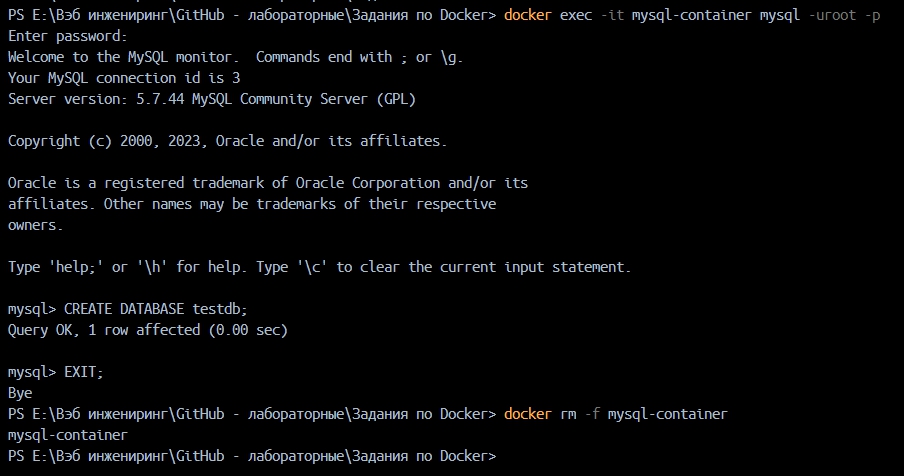 PS E:\Вэб инжениринг\GitHub - лабораторные\Задания по Docker> docker exec -it mysql-container mysql -uroot -p
Enter password:
Welcome to the MySQL monitor.  Commands end with ; or \g.
Your MySQL connection id is 3
Server version: 5.7.44 MySQL Community Server (GPL)
Copyright (c) 2000, 2023, Oracle and/or its affiliates.
Oracle is a registered trademark of Oracle Corporation and/or its
affiliates. Other names may be trademarks of their respective
owners.
Type 'help;' or '\h' for help. Type '\c' to clear the current input statement.
mysql> CREATE DATABASE testdb;
Query OK, 1 row affected (0.00 sec)
mysql> EXIT;
Bye
PS E:\Вэб инжениринг\GitHub - лабораторные\Задания по Docker> docker rm -f mysql-container
mysql-container
PS E:\Вэб инжениринг\GitHub - лабораторные\Задания по Docker>